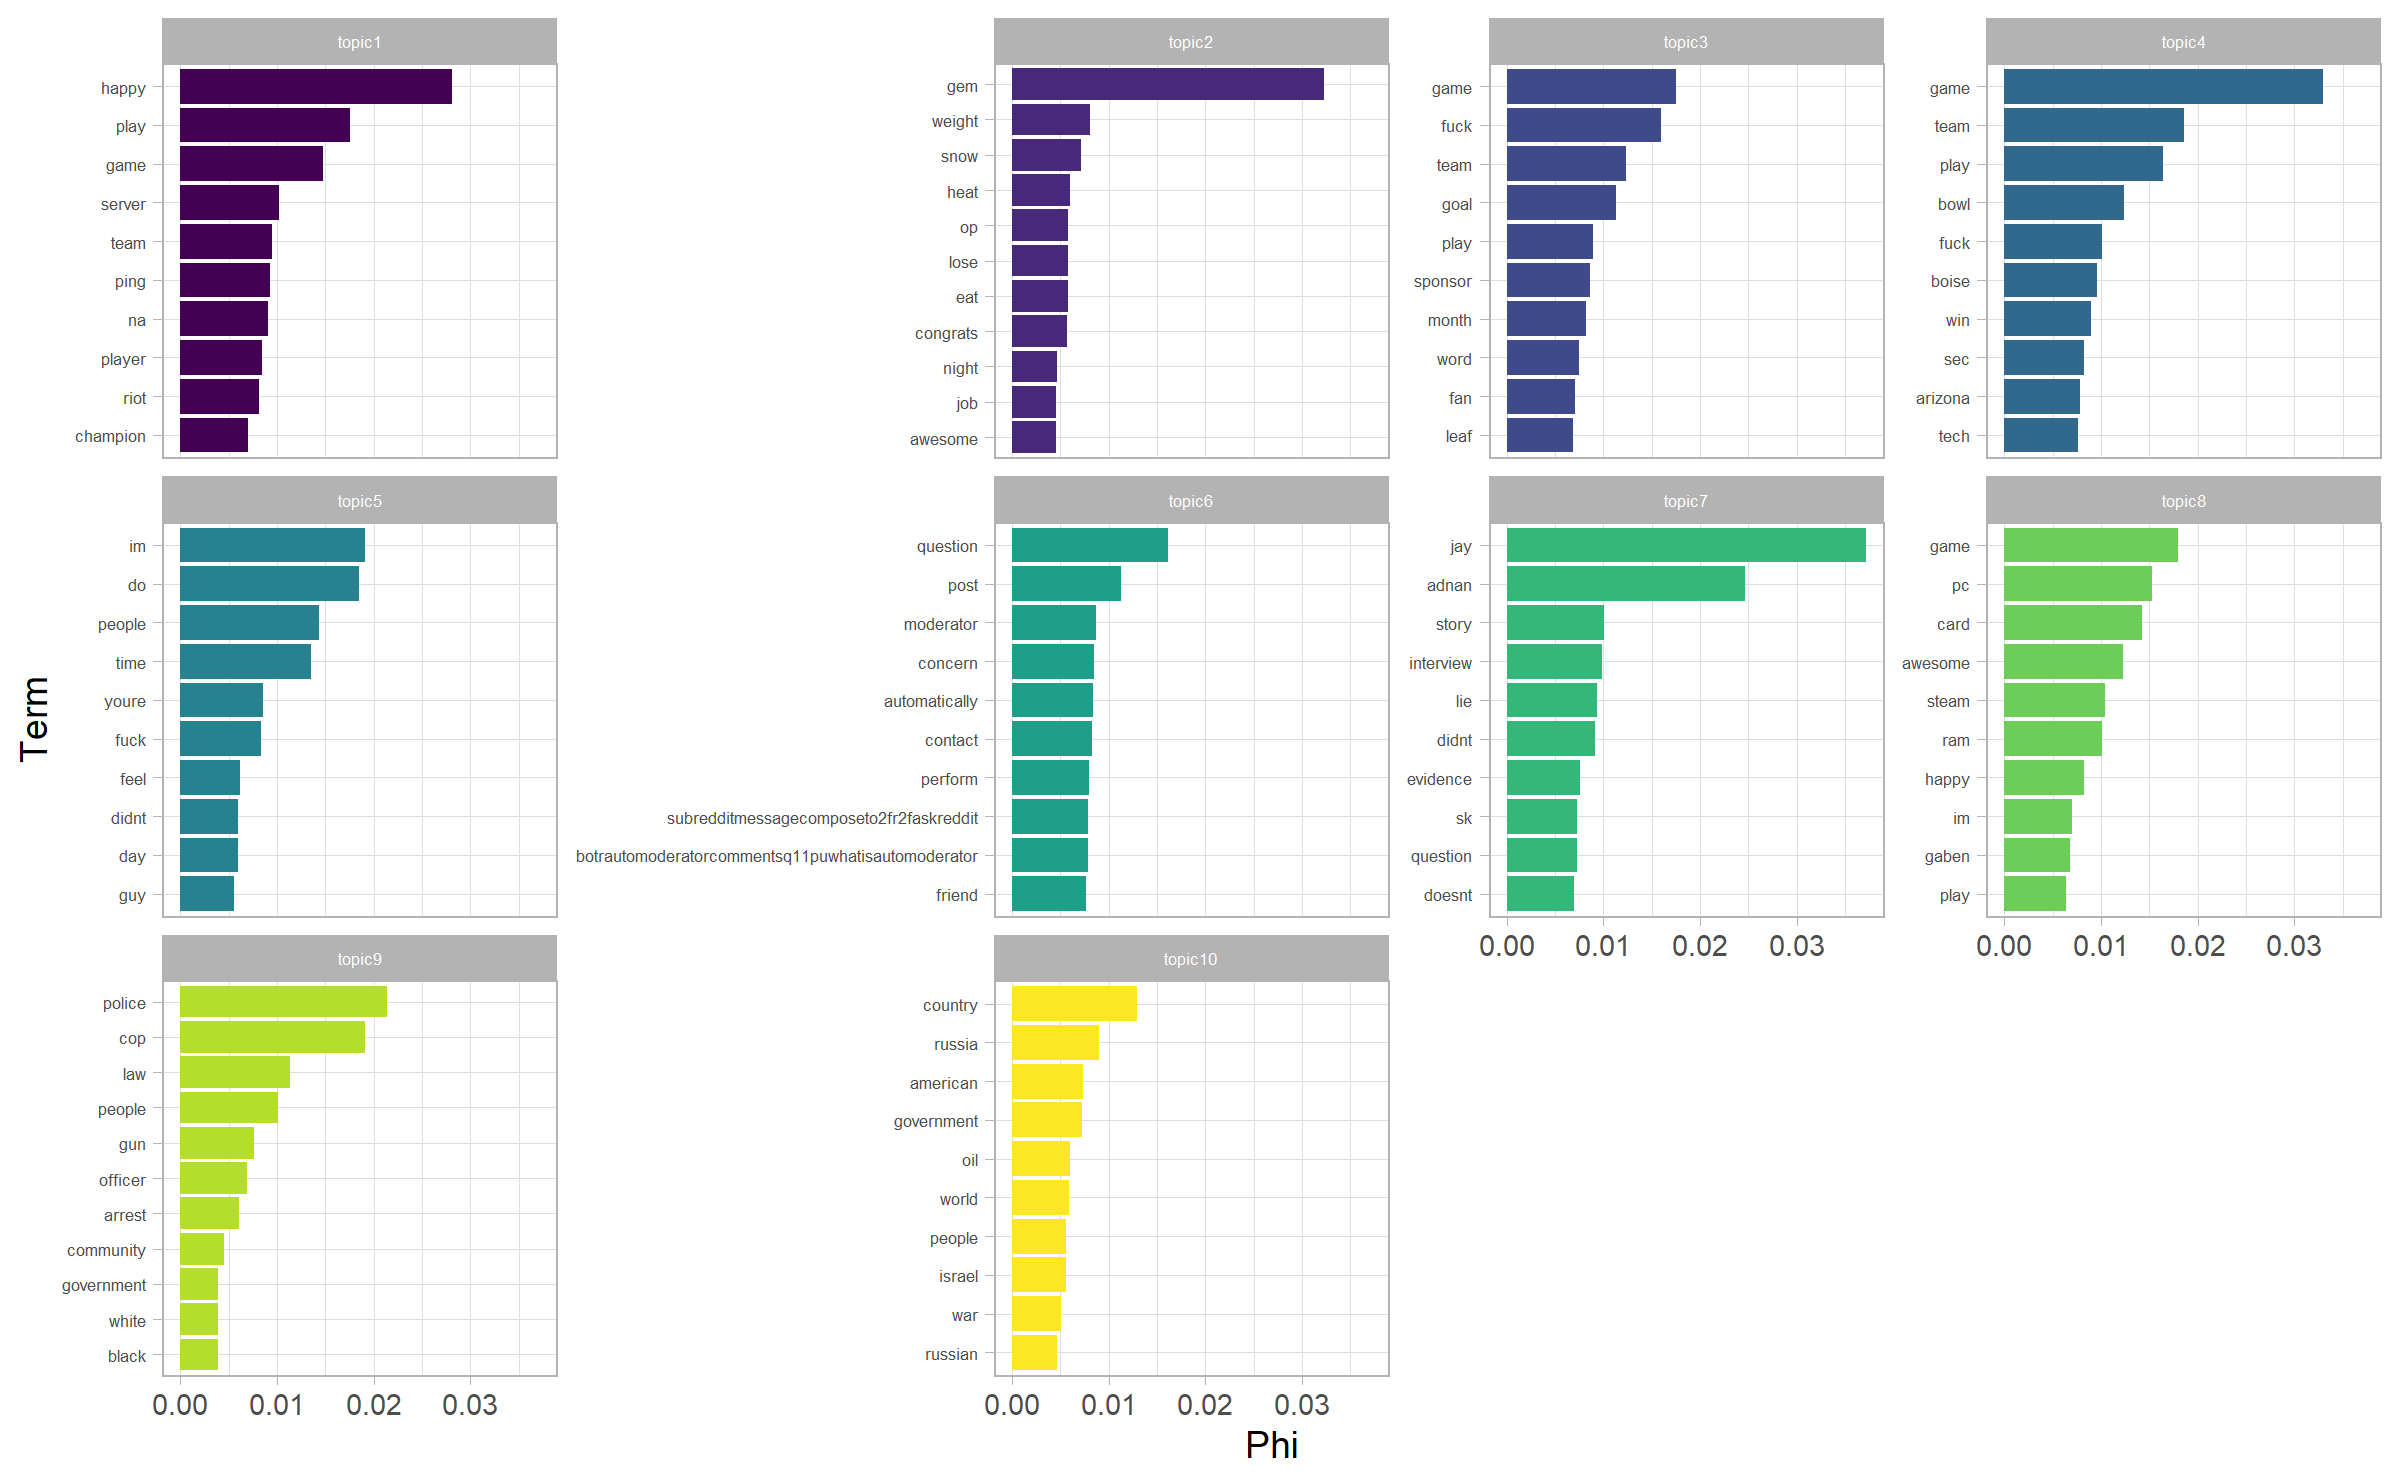 topic1
happy
play
game
server
team
ping
na
player
riot
champion
topic2
gem
weight
snow
heat
op
lose
eat
congrats
night
job
awesome
topic3
game
fuck
team
goal
play
sponsor
month
word
fan
leaf
topic4
game
team
play
bowl
fuck
boise
win
sec
arizona
tech
Term
topic5
im
do
people
time
youre
fuck
feel
didnt
day
guy
topic6
question
post
moderator
concern
automatically
contact
perform
subredditmessagecomposeto2fr2faskreddit
botrautomoderatorcommentsq11puwhatisautomoderator
friend
topic7
jay
adnan
story
interview
lie
didnt
evidence
sk
question
doesnt
0.00 0.01 0.02 0.03
topic8
game
pc
card
awesome
steam
ram
happy
im
gaben
play
0.00 0.01 0.02 0.03
topic9
police
cop
law
people
gun
officer
arrest
community
government
white
black
0.00 0.01 0.02 0.03
topic10
country
russia
american
government
oil
world
people
israel
war
russian
0.00 0.01 0.02 0.03
Phi